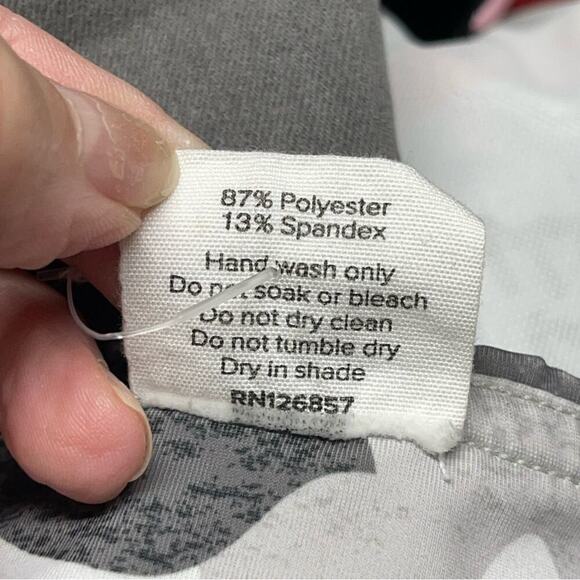 87% Polyester
13% Spandex
Hand wash only
Do not soak or bleach
Do not dry clean
Do not tumble dry
Dry in shade
RN126857